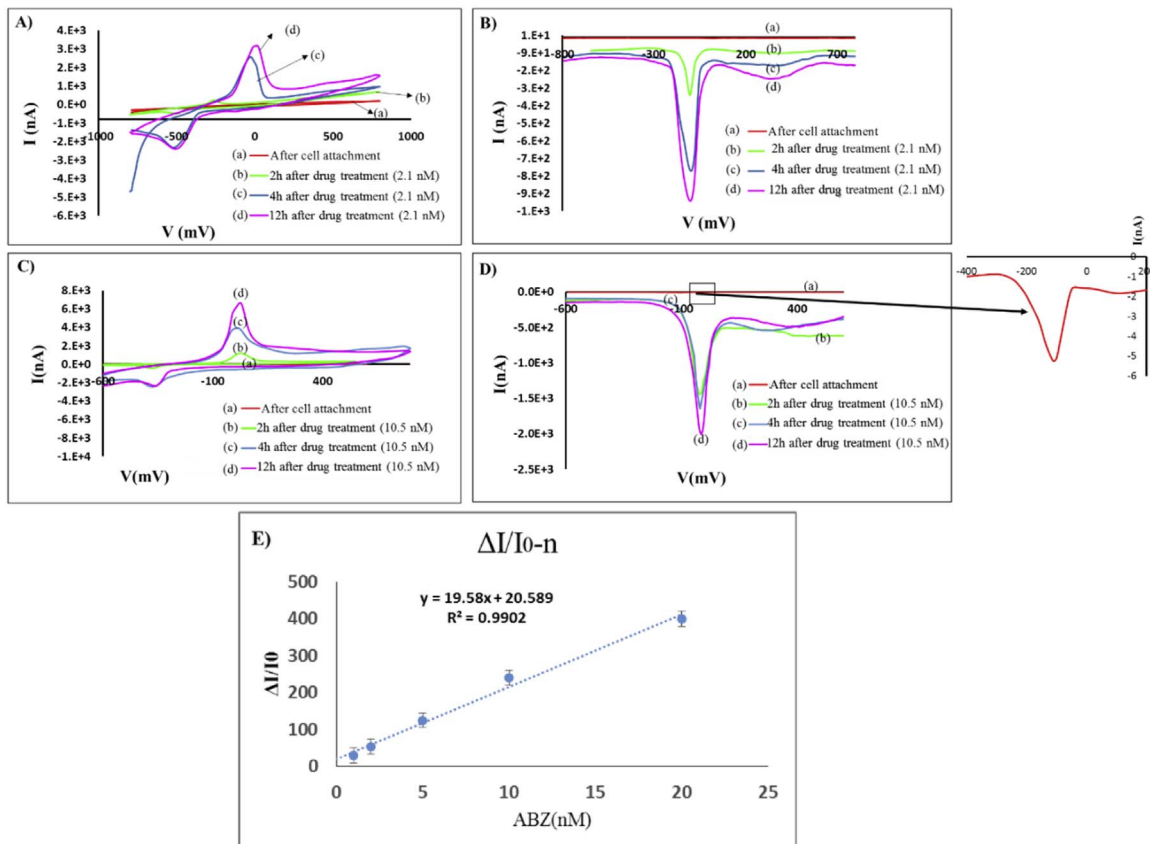 A)
I (nA)
4.E+3
3.E+3
2.E+3
1.E+3
0.E+0
-1.E+3
-2.E+3
-3.E+3
-4.E+3
-5.E+3
-6.E+3
1000 -500 0 500 1000
V (mV)
(d)
(c)
(b)
(a)
(a) After cell attachment
(b) 2h after drug treatment (2.1 nM)
(c) 4h after drug treatment (2.1 nM)
(d) 12h after drug treatment (2.1 nM)
B)
I (nA)
1.E+1
-9.E+1
-2.E+2
-3.E+2
-4.E+2
-5.E+2
-6.E+2
-7.E+2
-8.E+2
-9.E+2
-1.E+3
-800 -300 200 700
V (mV)
(a)
(b)
(c)
(d)
(a) After cell attachment
(b) 2h after drug treatment (2.1 nM)
(c) 4h after drug treatment (2.1 nM)
(d) 12h after drug treatment (2.1 nM)
C)
I(nA)
8.E+3
6.E+3
4.E+3
2.E+3
0.E+0
-2.E+3
-4.E+3
-6.E+3
-8.E+3
-1.E+4
-600 -100 400
V(mV)
(d)
(c)
(b)
(a)
(a) After cell attachment
(b) 2h after drug treatment (10.5 nM)
(c) 4h after drug treatment (10.5 nM)
(d) 12h after drug treatment (10.5 nM)
D)
I(nA)
0.0E+0
-5.0E+2
-1.0E+3
-1.5E+3
-2.0E+3
-2.5E+3
-600 -100 400
V(mV)
(a)
(c)
(b)
(d)
(a) After cell attachment
(b) 2h after drug treatment (10.5 nM)
(c) 4h after drug treatment (10.5 nM)
(d) 12h after drug treatment (10.5 nM)
I(nA)
-400 -200 0 20
0
-1
-2
-3
-4
-5
-6
E)
ΔI/I0-n
y = 19.58x + 20.589
R² = 0.9902
ΔI/I0
500
400
300
200
100
0
0 5 10 15 20 25
ABZ(nM)